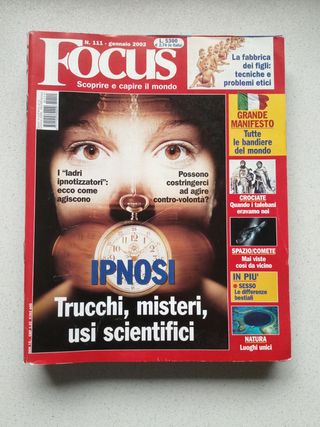 N. 111 - gennaio 2002
L. 5300
Focus
Scoprire e capire il mondo
La fabbrica
dei figli:
tecniche e
problemi etici
GRANDE
MANIFESTO
Tutte
le bandiere
del mondo
I "ladri
ipnotizzatori":
ecco come
agiscono
Possono
costringerci
ad agire
contro-volontà?
CROCIATE
Quando i talebani
eravamo noi
SPAZIO/COMETE
Mai viste
così da vicino
IPNOSI
Trucchi, misteri,
usi scientifici
IN PIU'
SESSO
Le differenze
bestiali
NATURA
Luoghi unici